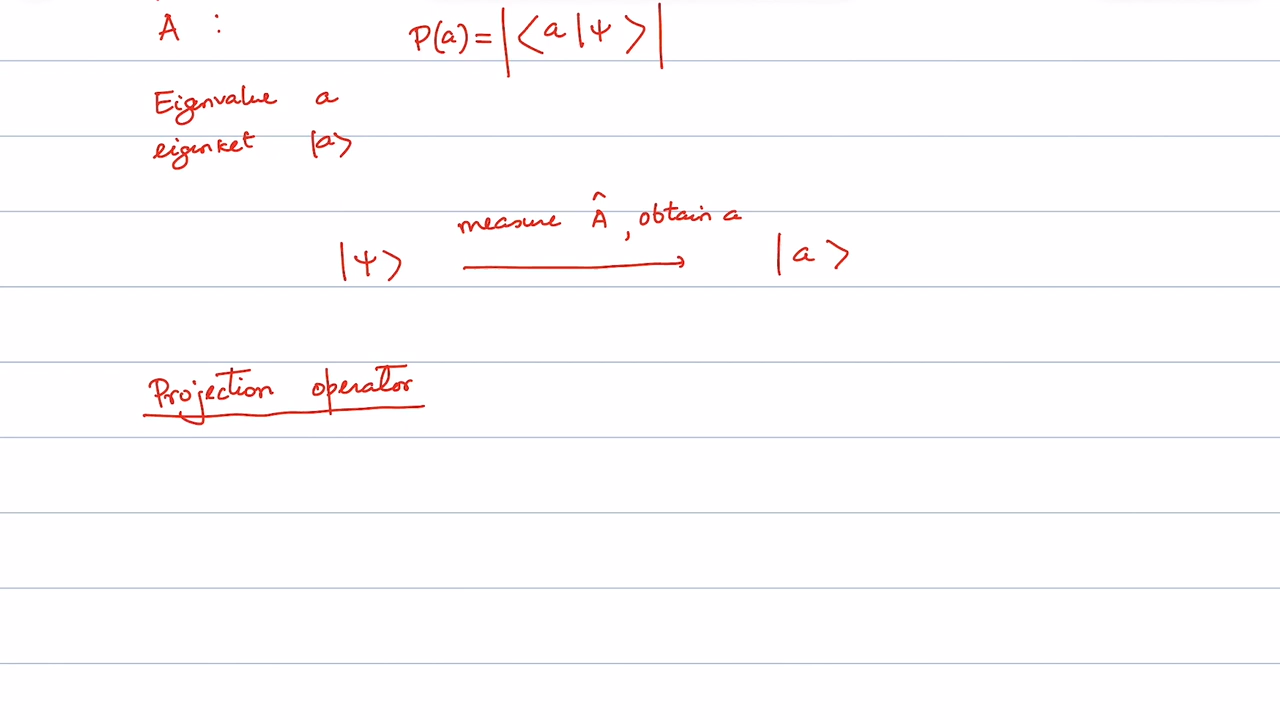 A : P(a) = |⟨a|ψ⟩|
Eigenvalue a
eigenket |a⟩
measure Â, obtain a
|ψ⟩ ⟶ |a⟩
Projection operator